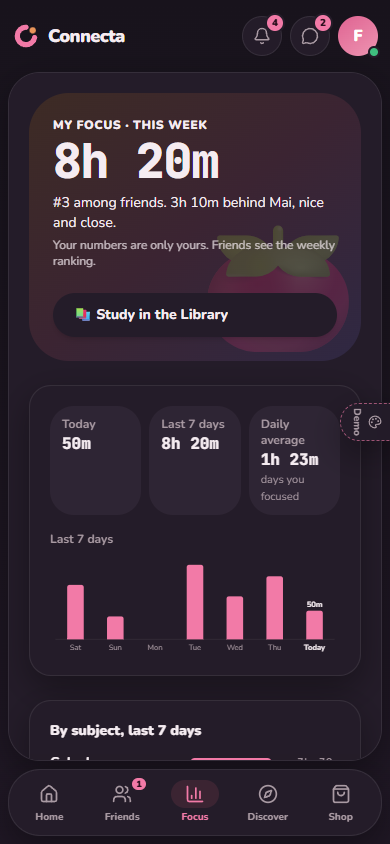 Connecta
4
2
F
MY FOCUS · THIS WEEK
8h 20m
#3 among friends. 3h 10m behind Mai, nice
and close.
Your numbers are only yours. Friends see the weekly
ranking.
Study in the Library
Today
50m
Last 7 days
8h 20m
Daily
average
1h 23m
days you
focused
Demo
Last 7 days
50m
Sat Sun Mon Tue Wed Thu Today
By subject, last 7 days
1
Home Friends Focus Discover Shop